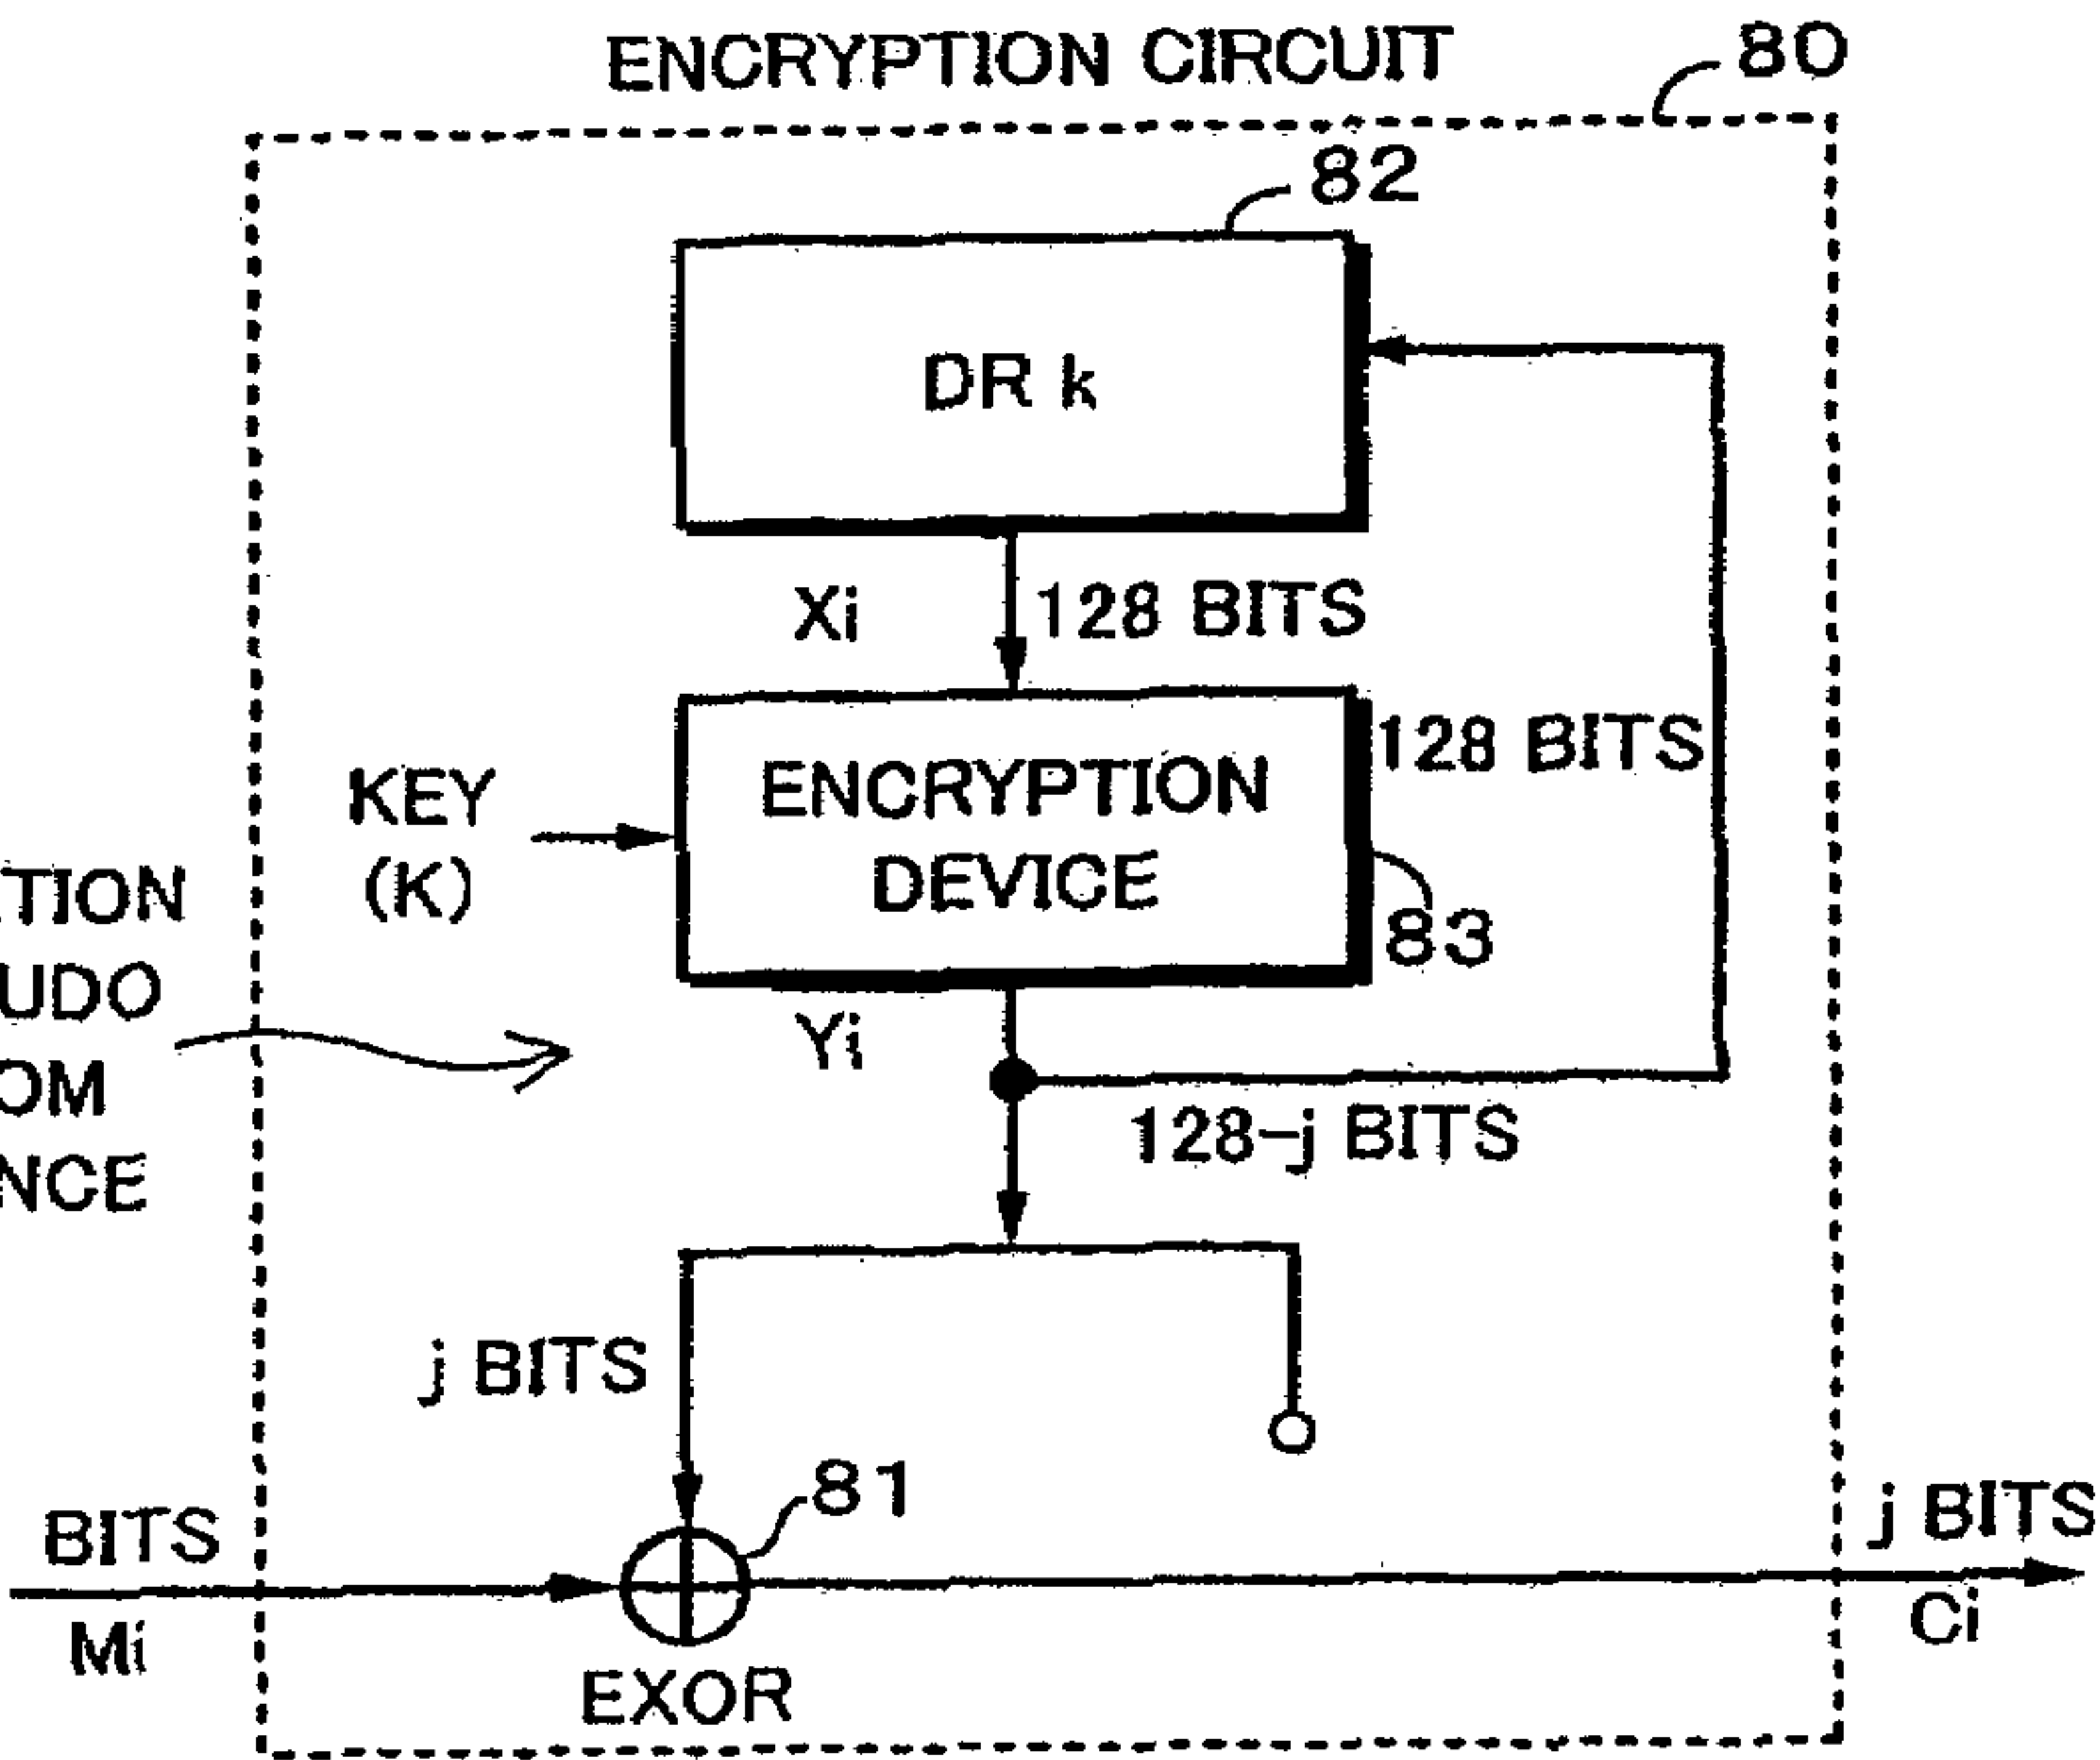 ENCRYPTION CIRCUIT
80
82
DR k
Xi
128 BITS
128 BITS
KEY
(K)
ENCRYPTION
DEVICE
83
TION
UDO
OM
NCE
Yi
128-j BITS
j BITS
81
BITS
Mi
EXOR
j BITS
Ci